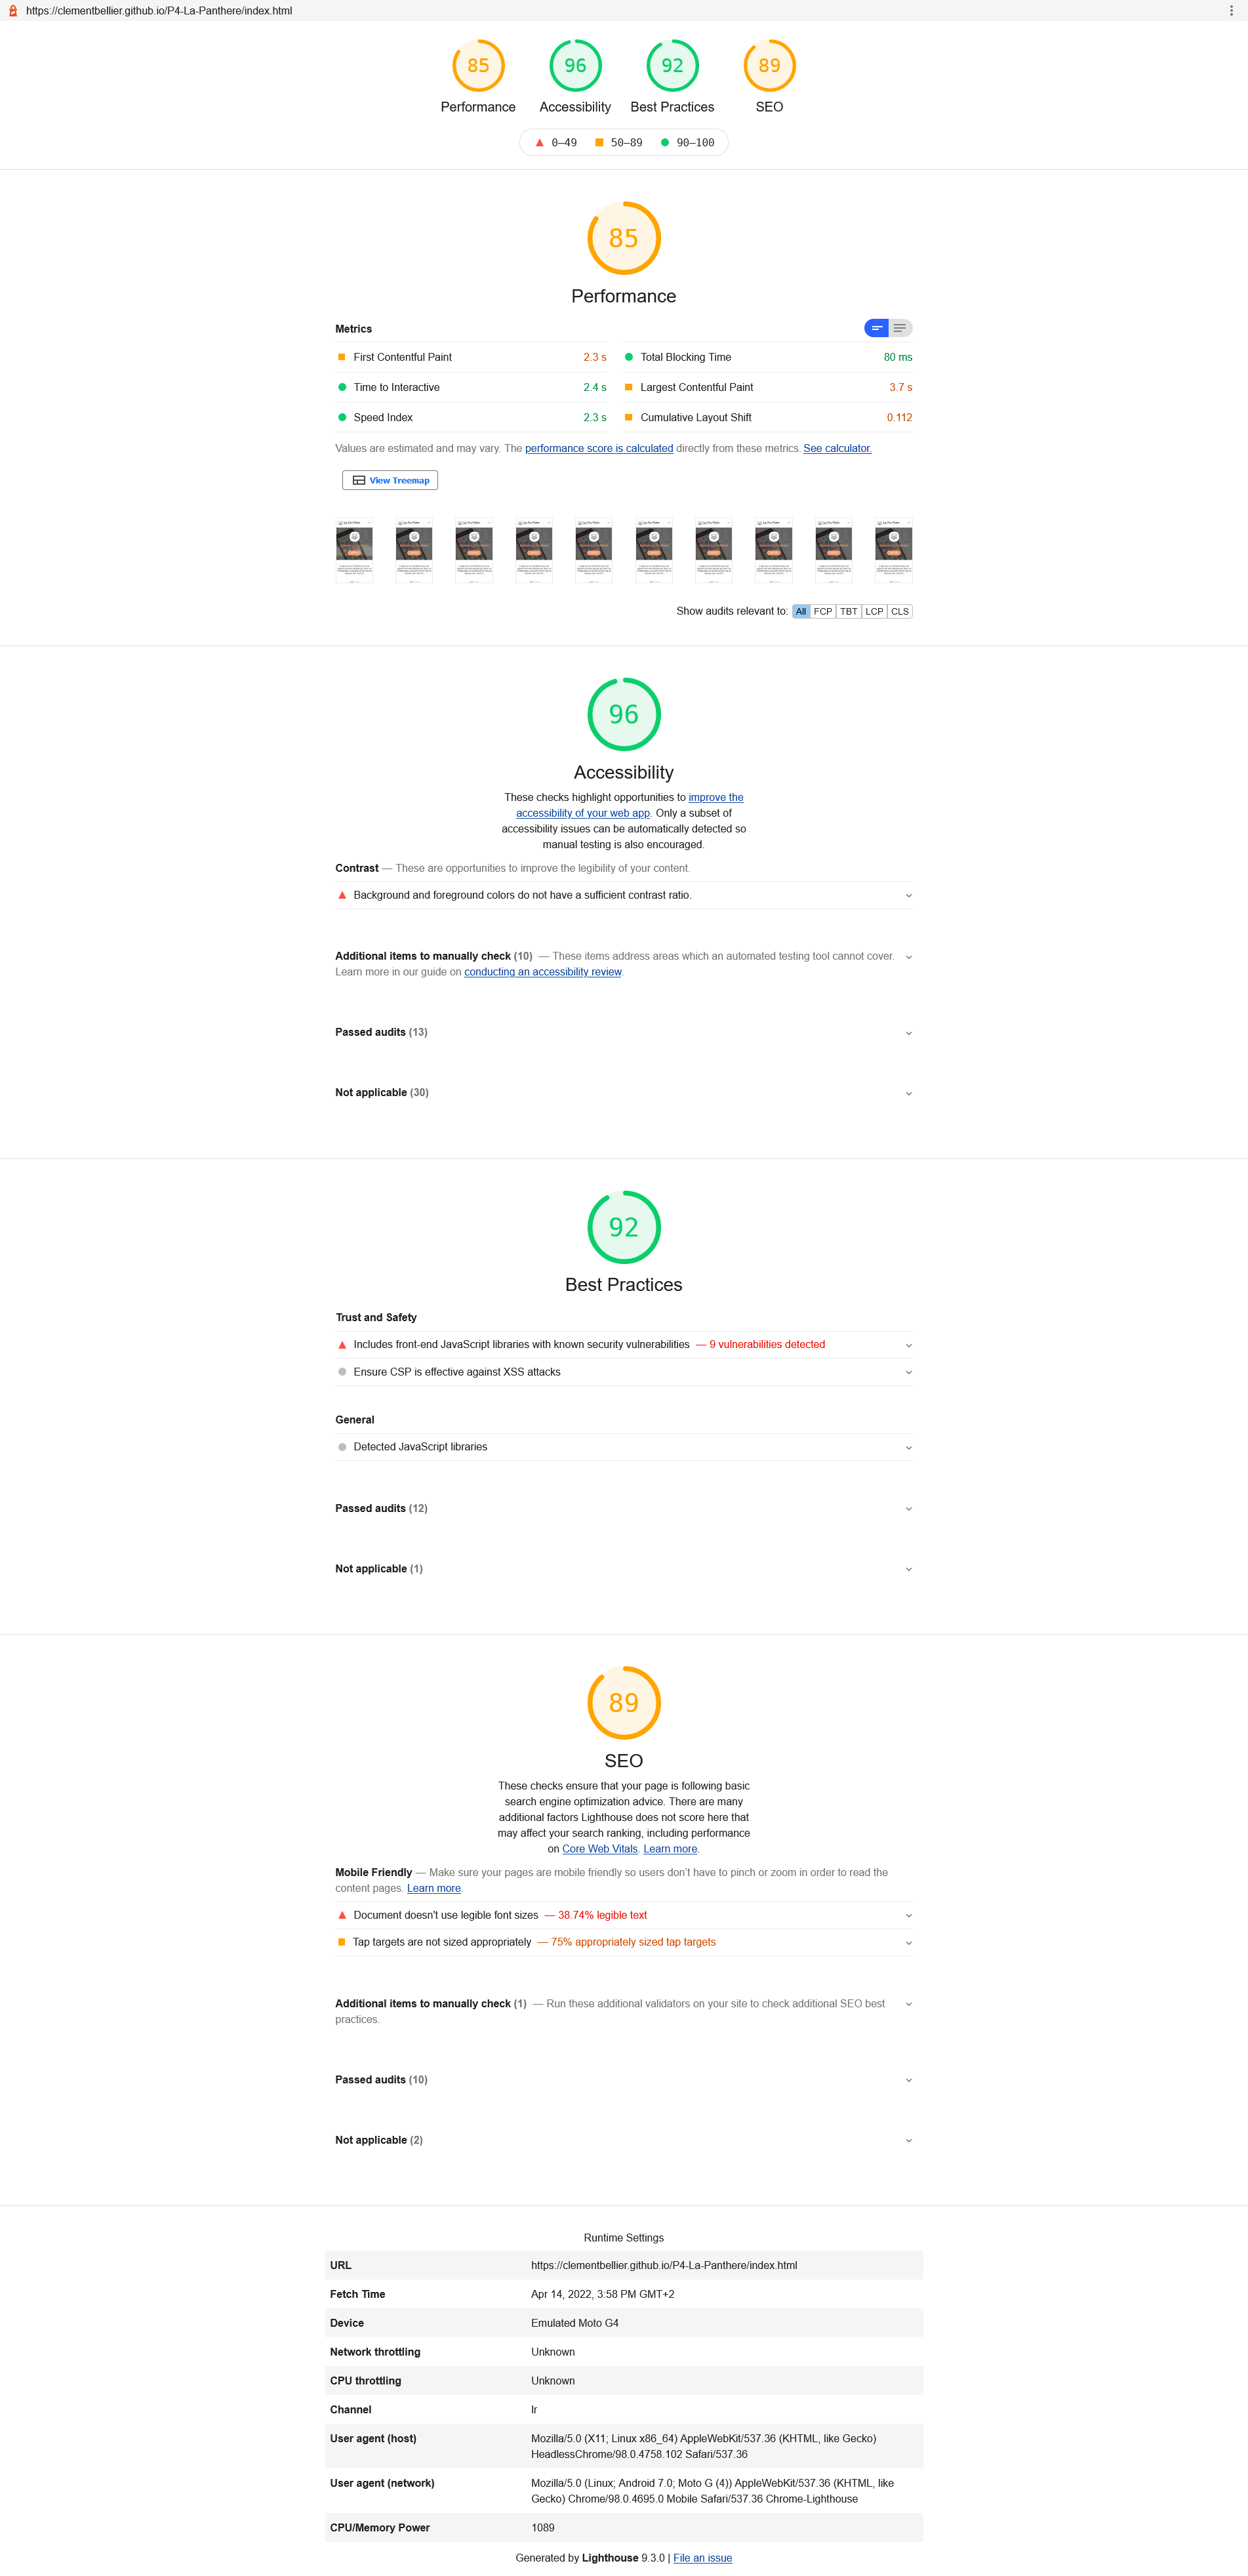 https://clementbellier.github.io/P4-La-Panthere/index.html
85
96
92
89
Performance
Accessibility
Best Practices
SEO
0–49
50–89
90–100
85
Performance
Metrics
First Contentful Paint 2.3 s
Total Blocking Time 80 ms
Time to Interactive 2.4 s
Largest Contentful Paint 3.7 s
Speed Index 2.3 s
Cumulative Layout Shift 0.112
Values are estimated and may vary. The performance score is calculated directly from these metrics. See calculator.
View Treemap
Show audits relevant to: All FCP TBT LCP CLS
96
Accessibility
These checks highlight opportunities to improve the
accessibility of your web app. Only a subset of
accessibility issues can be automatically detected so
manual testing is also encouraged.
Contrast — These are opportunities to improve the legibility of your content.
Background and foreground colors do not have a sufficient contrast ratio.
Additional items to manually check (10) — These items address areas which an automated testing tool cannot cover.
Learn more in our guide on conducting an accessibility review.
Passed audits (13)
Not applicable (30)
92
Best Practices
Trust and Safety
Includes front-end JavaScript libraries with known security vulnerabilities — 9 vulnerabilities detected
Ensure CSP is effective against XSS attacks
General
Detected JavaScript libraries
Passed audits (12)
Not applicable (1)
89
SEO
These checks ensure that your page is following basic
search engine optimization advice. There are many
additional factors Lighthouse does not score here that
may affect your search ranking, including performance
on Core Web Vitals. Learn more.
Mobile Friendly — Make sure your pages are mobile friendly so users don’t have to pinch or zoom in order to read the
content pages. Learn more.
Document doesn't use legible font sizes — 38.74% legible text
Tap targets are not sized appropriately — 75% appropriately sized tap targets
Additional items to manually check (1) — Run these additional validators on your site to check additional SEO best
practices.
Passed audits (10)
Not applicable (2)
Runtime Settings
URL https://clementbellier.github.io/P4-La-Panthere/index.html
Fetch Time Apr 14, 2022, 3:58 PM GMT+2
Device Emulated Moto G4
Network throttling Unknown
CPU throttling Unknown
Channel lr
User agent (host) Mozilla/5.0 (X11; Linux x86_64) AppleWebKit/537.36 (KHTML, like Gecko)
HeadlessChrome/98.0.4758.102 Safari/537.36
User agent (network) Mozilla/5.0 (Linux; Android 7.0; Moto G (4)) AppleWebKit/537.36 (KHTML, like
Gecko) Chrome/98.0.4695.0 Mobile Safari/537.36 Chrome-Lighthouse
CPU/Memory Power 1089
Generated by Lighthouse 9.3.0 | File an issue